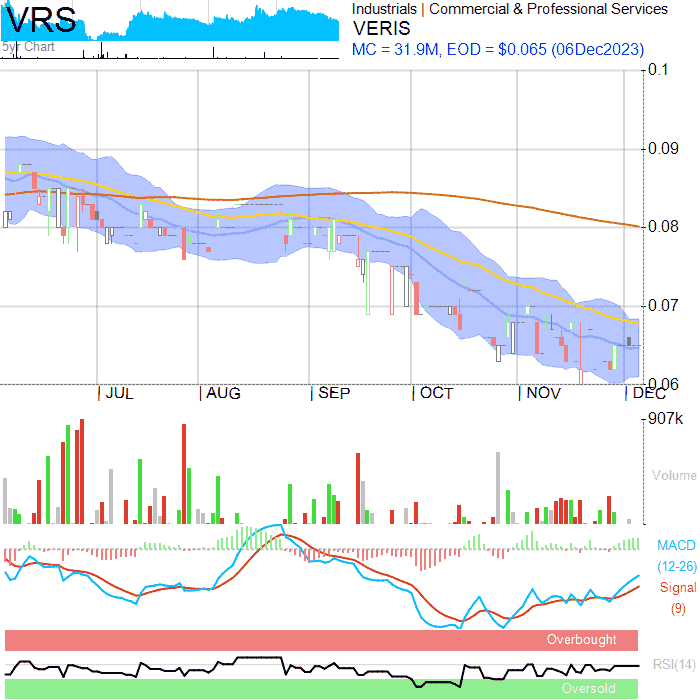 VRS
5yr Chart
Industrials | Commercial & Professional Services
VERIS
MC = 31.9M, EOD = $0.065 (06Dec2023)
0.1
0.09
0.08
0.07
0.06
JUL AUG SEP OCT NOV DEC
907k
Volume
MACD
(12-26)
Signal
(9)
Overbought
RSI(14)
Oversold